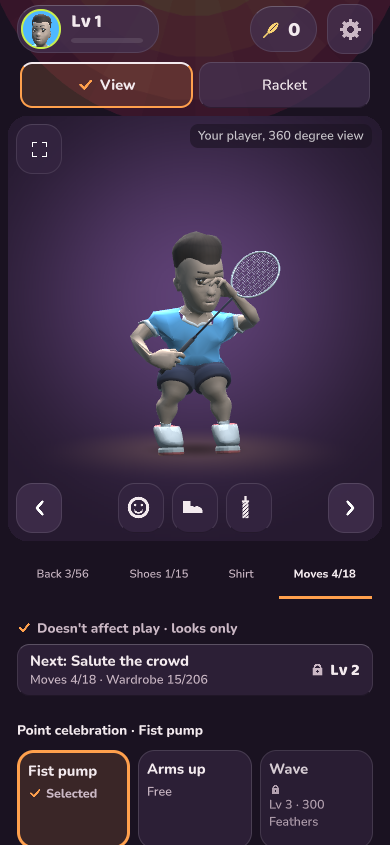 Lv 1
0
View
Racket
Your player, 360 degree view
Back 3/56
Shoes 1/15
Shirt
Moves 4/18
Doesn't affect play · looks only
Next: Salute the crowd
Moves 4/18 · Wardrobe 15/206
Lv 2
Point celebration · Fist pump
Fist pump
Selected
Arms up
Free
Wave
Lv 3 · 300
Feathers